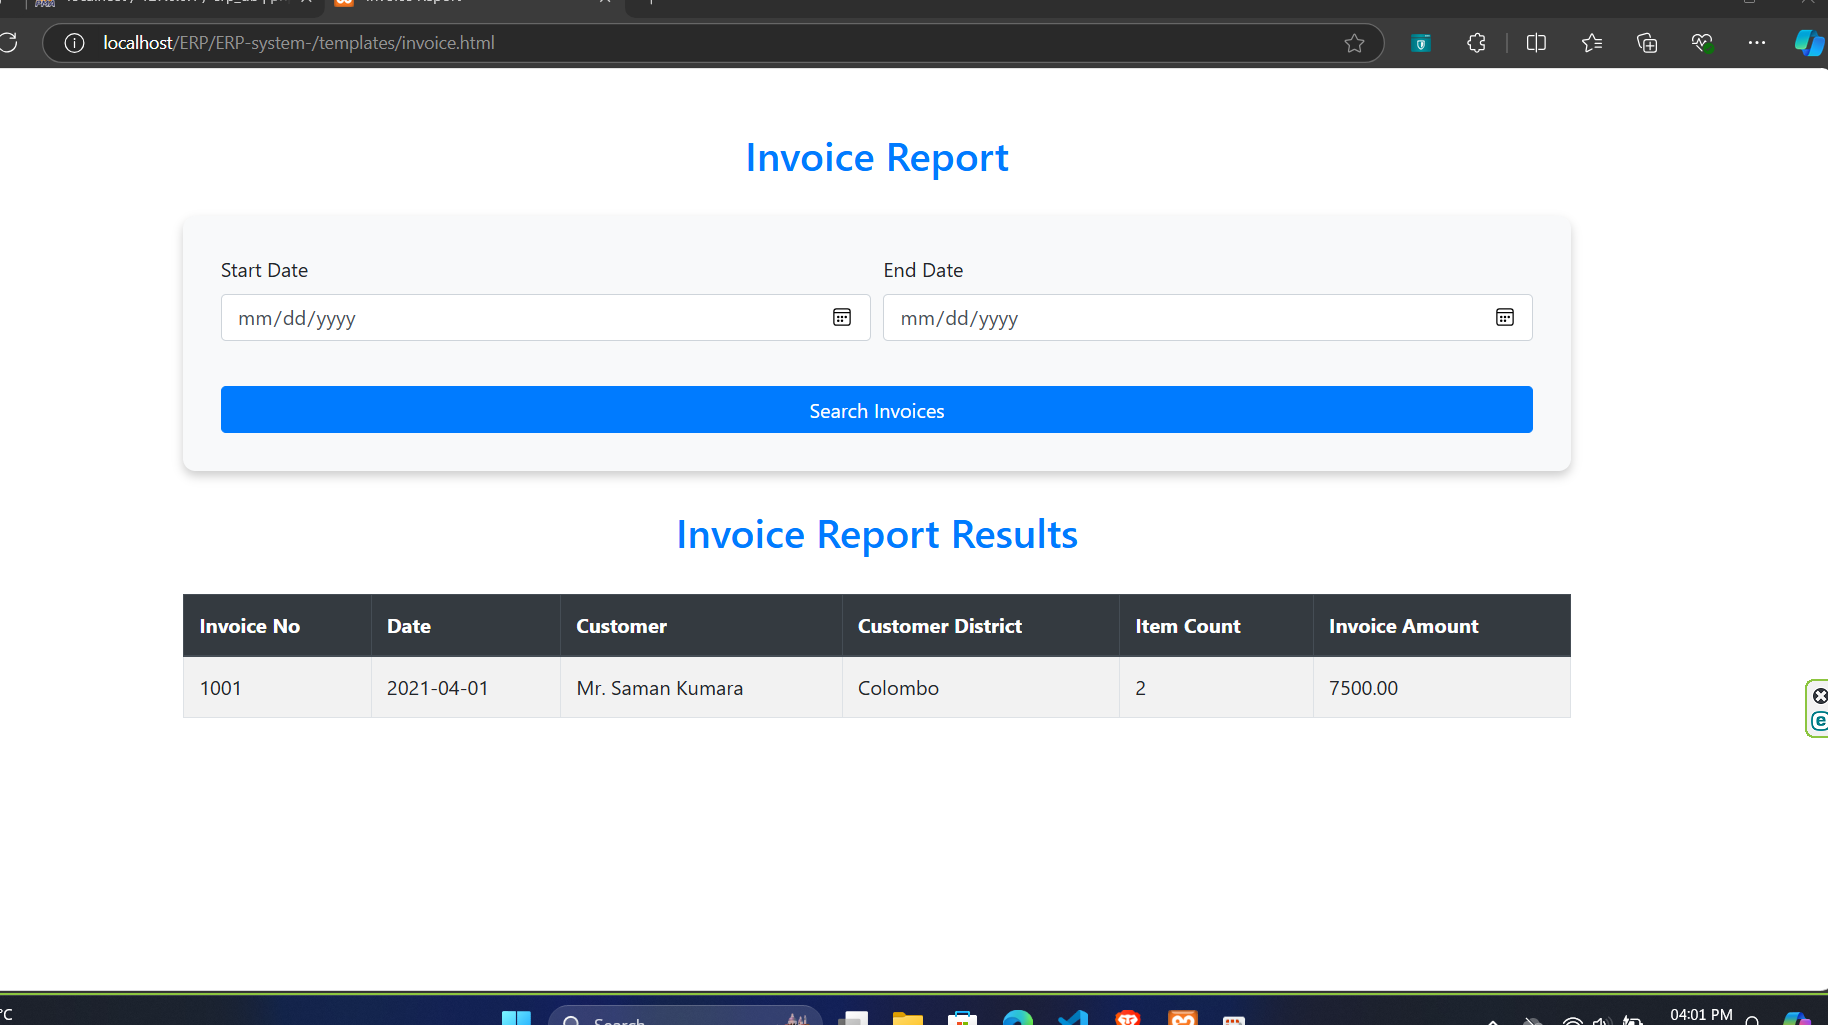 Invoice Report
localhost/ERP/ERP-system-/templates/invoice.html
Invoice Report
Start Date
End Date
mm/dd/yyyy
mm/dd/yyyy
Search Invoices
Invoice Report Results
Invoice No Date Customer Customer District Item Count Invoice Amount
1001 2021-04-01 Mr. Saman Kumara Colombo 2 7500.00
°C
Search
04:01 PM